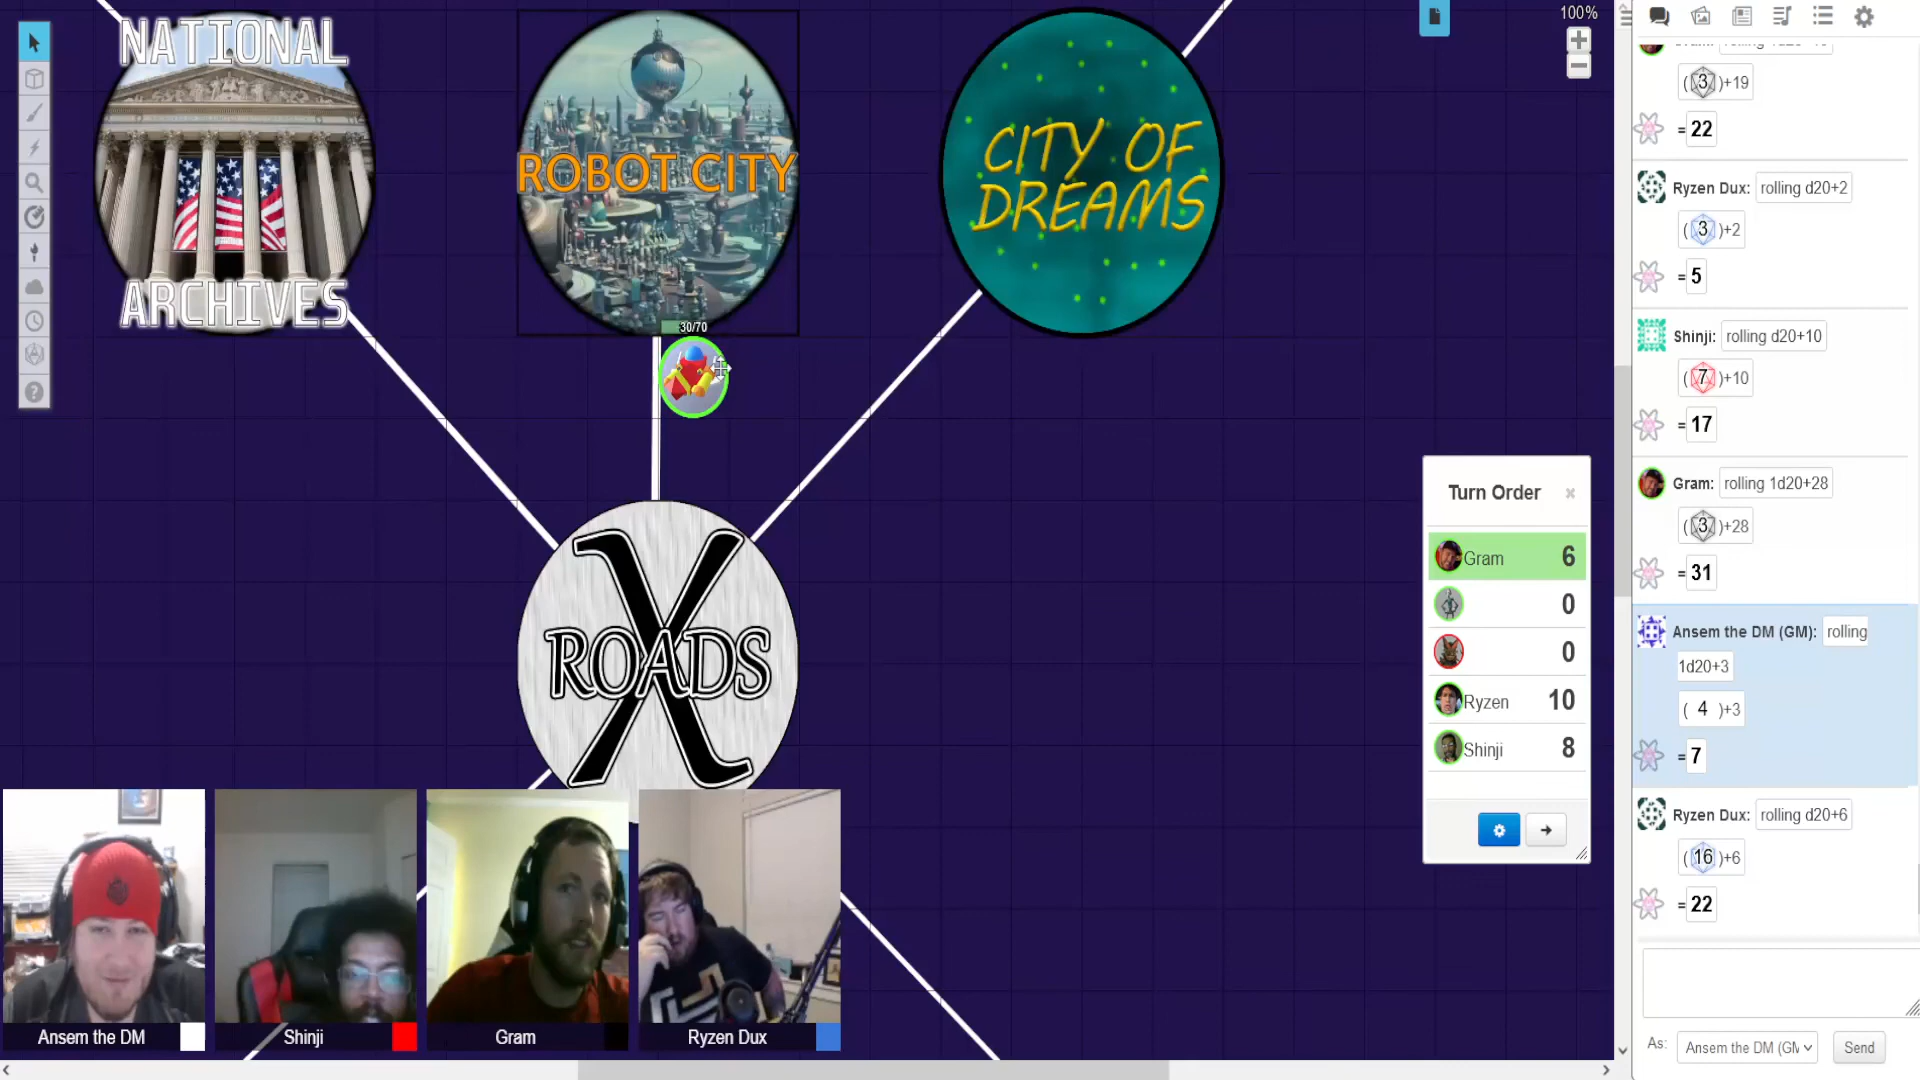 NATIONAL
ARCHIVES
ROBOT CITY
CITY OF
DREAMS
30/70
X
ROADS
100%
Turn Order ×
Gram 6
0
0
Ryzen 10
Shinji 8
Ansem the DM
Shinji
Gram
Ryzen Dux
(3)+19
=22
Ryzen Dux: rolling d20+2
(3)+2
=5
Shinji: rolling d20+10
(7)+10
=17
Gram: rolling 1d20+28
(3)+28
=31
Ansem the DM (GM): rolling
1d20+3
(4)+3
=7
Ryzen Dux: rolling d20+6
(16)+6
=22
As: Ansem the DM (GM
Send